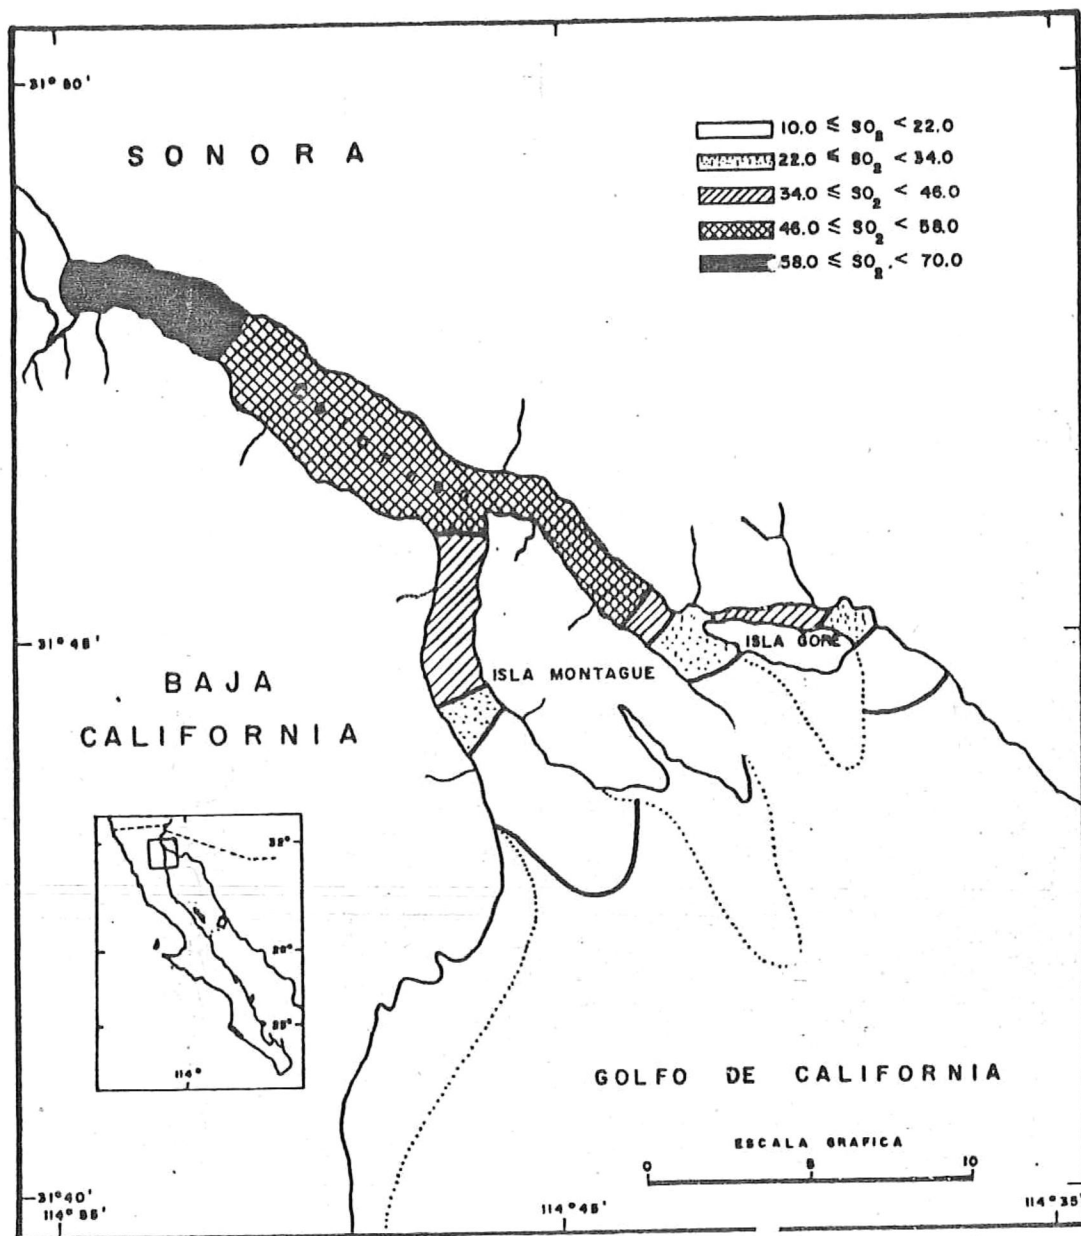 31° 50'
SONORA
10.0 ≤ SO₂ < 22.0
22.0 ≤ SO₂ < 34.0
34.0 ≤ SO₂ < 46.0
46.0 ≤ SO₂ < 58.0
58.0 ≤ SO₂ < 70.0
31° 45'
ISLA GORE
ISLA MONTAGUE
BAJA
CALIFORNIA
32°
114°
GOLFO DE CALIFORNIA
ESCALA GRAFICA
0 5 10
31° 40'
114° 55' 114° 45' 114° 35'